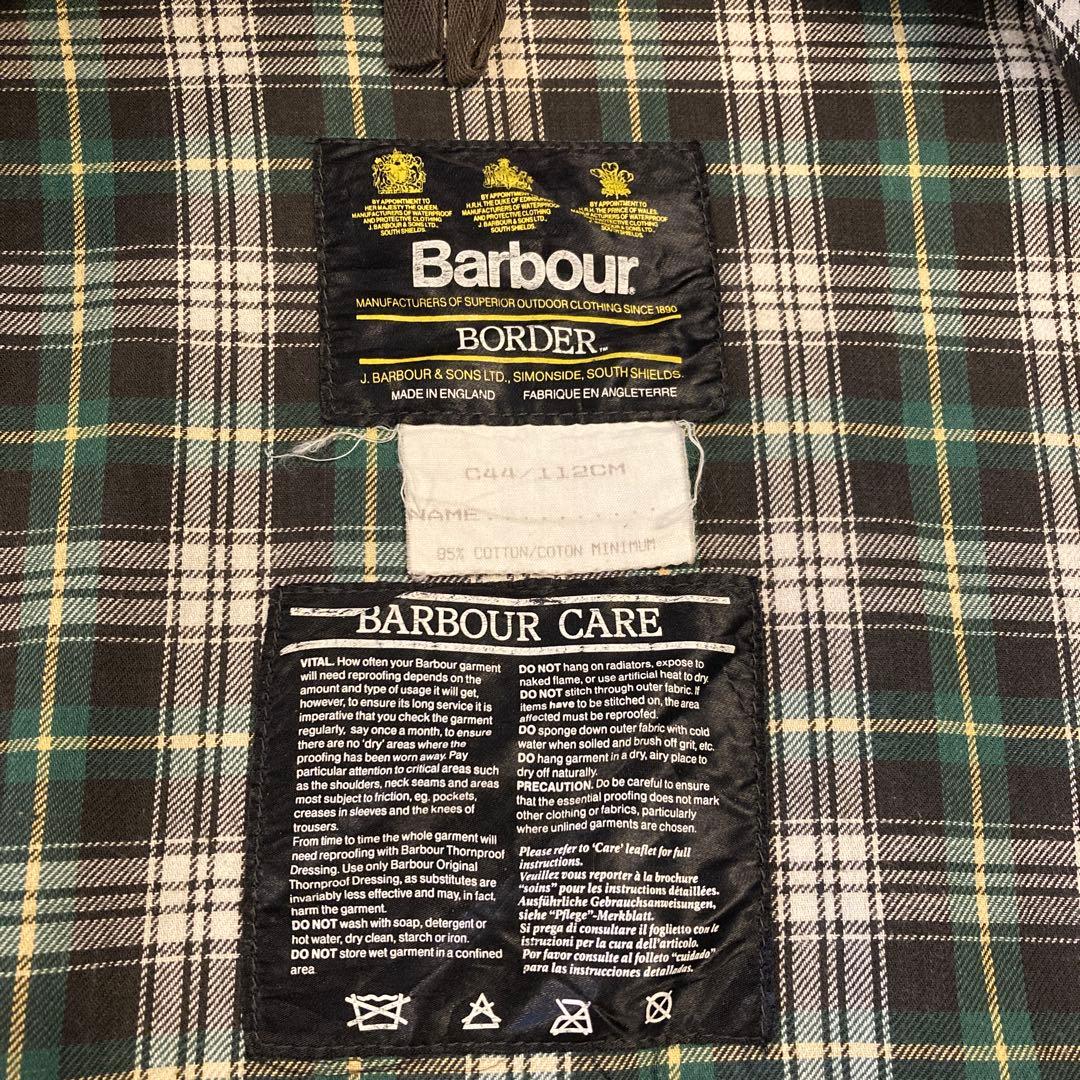 BY APPOINTMENT TO
HER MAJESTY THE QUEEN.
MANUFACTURERS OF WATERPROOF
AND PROTECTIVE CLOTHING
J. BARBOUR & SONS LTD.,
SOUTH SHIELDS.
BY APPOINTMENT TO
H.R.H. THE DUKE OF EDINBURGH
MANUFACTURERS OF WATERPROOF
AND PROTECTIVE CLOTHING
J. BARBOUR & SONS LTD.,
SOUTH SHIELDS.
BY APPOINTMENT TO
H.R.H. THE PRINCE OF WALES.
MANUFACTURERS OF WATERPROOF
AND PROTECTIVE CLOTHING
J. BARBOUR & SONS LTD.,
SOUTH SHIELDS.
Barbour
MANUFACTURERS OF SUPERIOR OUTDOOR CLOTHING SINCE 1890
BORDER TM
J. BARBOUR & SONS LTD., SIMONSIDE, SOUTH SHIELDS.
MADE IN ENGLAND FABRIQUE EN ANGLETERRE
C44/112CM
NAME...........
95% COTTON/COTON MINIMUM
BARBOUR CARE
VITAL. How often your Barbour garment
will need reproofing depends on the
amount and type of usage it will get,
however, to ensure its long service it is
imperative that you check the garment
regularly, say once a month, to ensure
there are no 'dry' areas where the
proofing has been worn away. Pay
particular attention to critical areas such
as the shoulders, neck seams and areas
most subject to friction, eg. pockets,
creases in sleeves and the knees of
trousers.
From time to time the whole garment will
need reproofing with Barbour Thornproof
Dressing. Use only Barbour Original
Thornproof Dressing, as substitutes are
invariably less effective and may, in fact,
harm the garment.
DO NOT wash with soap, detergent or
hot water, dry clean, starch or iron.
DO NOT store wet garment in a confined
area
DO NOT hang on radiators, expose to
naked flame, or use artificial heat to dry.
DO NOT stitch through outer fabric. If
items have to be stitched on, the area
affected must be reproofed.
DO sponge down outer fabric with cold
water when soiled and brush off grit, etc.
DO hang garment in a dry, airy place to
dry off naturally.
PRECAUTION. Do be careful to ensure
that the essential proofing does not mark
other clothing or fabrics, particularly
where unlined garments are chosen.
Please refer to 'Care' leaflet for full
instructions.
Veuillez vous reporter à la brochure
"soins" pour les instructions détaillées.
Ausführliche Gebrauchsanweisungen,
siehe "Pflege"-Merkblatt.
Si prega di consultare il foglietto con le
istruzioni per la cura dell'articolo.
Por favor consulte al folleto "cuidado"
para las instrucciones detalladas.